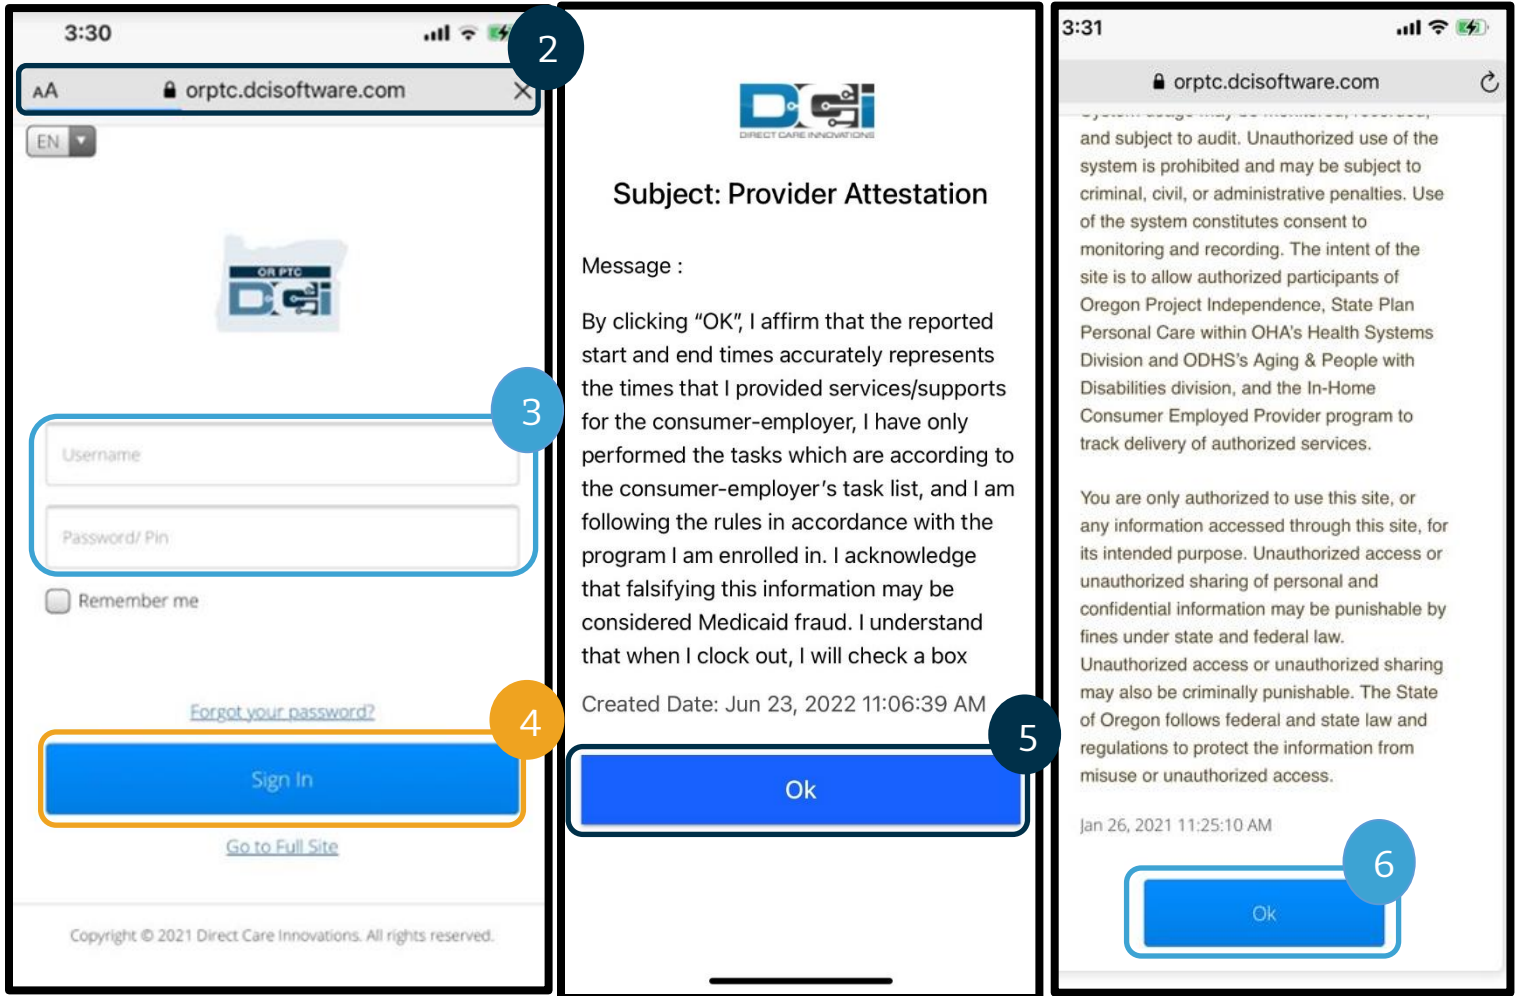 3:30
2
AA orptc.dcisoftware.com
EN
OR PTC
DCi
3
Username
Password/ Pin
Remember me
Forgot your password?
4
Sign In
Go to Full Site
Copyright © 2021 Direct Care Innovations. All rights reserved.
DCi
DIRECT CARE INNOVATIONS
Subject: Provider Attestation
Message :
By clicking “OK”, I affirm that the reported
start and end times accurately represents
the times that I provided services/supports
for the consumer-employer, I have only
performed the tasks which are according to
the consumer-employer’s task list, and I am
following the rules in accordance with the
program I am enrolled in. I acknowledge
that falsifying this information may be
considered Medicaid fraud. I understand
that when I clock out, I will check a box
Created Date: Jun 23, 2022 11:06:39 AM
5
Ok
3:31
orptc.dcisoftware.com
and subject to audit. Unauthorized use of the
system is prohibited and may be subject to
criminal, civil, or administrative penalties. Use
of the system constitutes consent to
monitoring and recording. The intent of the
site is to allow authorized participants of
Oregon Project Independence, State Plan
Personal Care within OHA's Health Systems
Division and ODHS's Aging & People with
Disabilities division, and the In-Home
Consumer Employed Provider program to
track delivery of authorized services.
You are only authorized to use this site, or
any information accessed through this site, for
its intended purpose. Unauthorized access or
unauthorized sharing of personal and
confidential information may be punishable by
fines under state and federal law.
Unauthorized access or unauthorized sharing
may also be criminally punishable. The State
of Oregon follows federal and state law and
regulations to protect the information from
misuse or unauthorized access.
Jan 26, 2021 11:25:10 AM
6
Ok